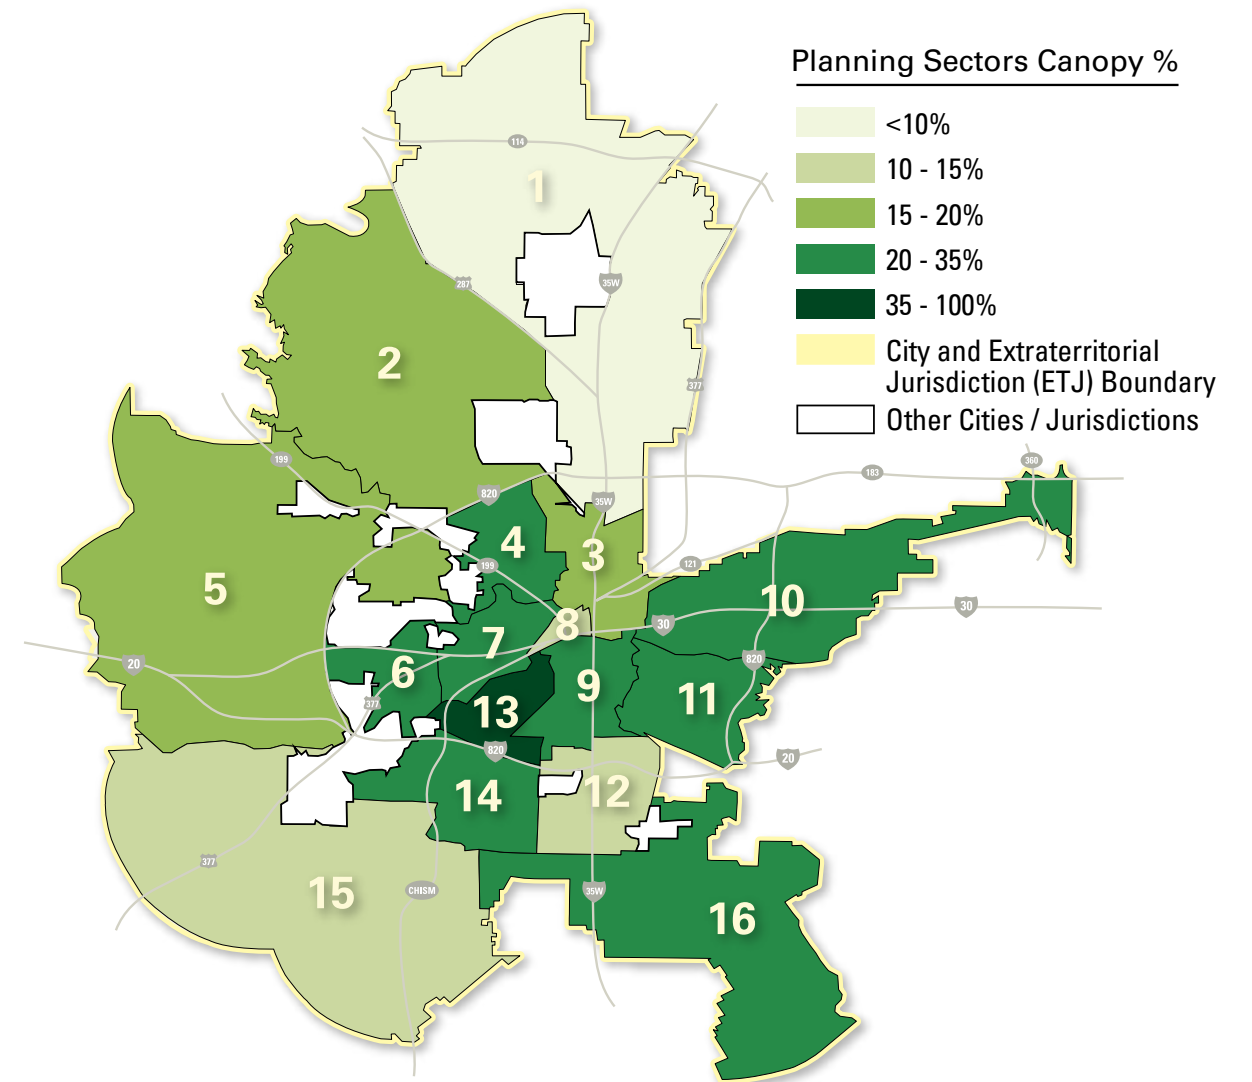 Planning Sectors Canopy %
<10%
10 - 15%
15 - 20%
20 - 35%
35 - 100%
City and Extraterritorial
Jurisdiction (ETJ) Boundary
Other Cities / Jurisdictions
114
1
287
35W
2
377
199
820
35W
183
360
4
3
199
121
5
10
8
30
30
7
20
6
820
377
9
11
13
820
20
14
12
377
15
CHISM
35W
16